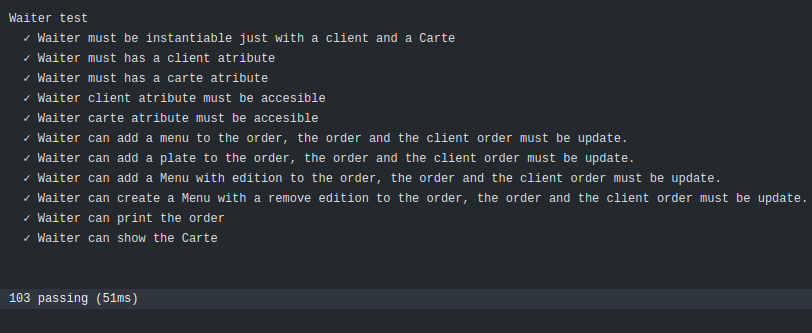 Waiter test
✓ Waiter must be instantiable just with a client and a Carte
✓ Waiter must has a client atribute
✓ Waiter must has a carte atribute
✓ Waiter client atribute must be accesible
✓ Waiter carte atribute must be accesible
✓ Waiter can add a menu to the order, the order and the client order must be update.
✓ Waiter can add a plate to the order, the order and the client order must be update.
✓ Waiter can add a Menu with edition to the order, the order and the client order must be update.
✓ Waiter can create a Menu with a remove edition to the order, the order and the client order must be update.
✓ Waiter can print the order
✓ Waiter can show the Carte
103 passing (51ms)